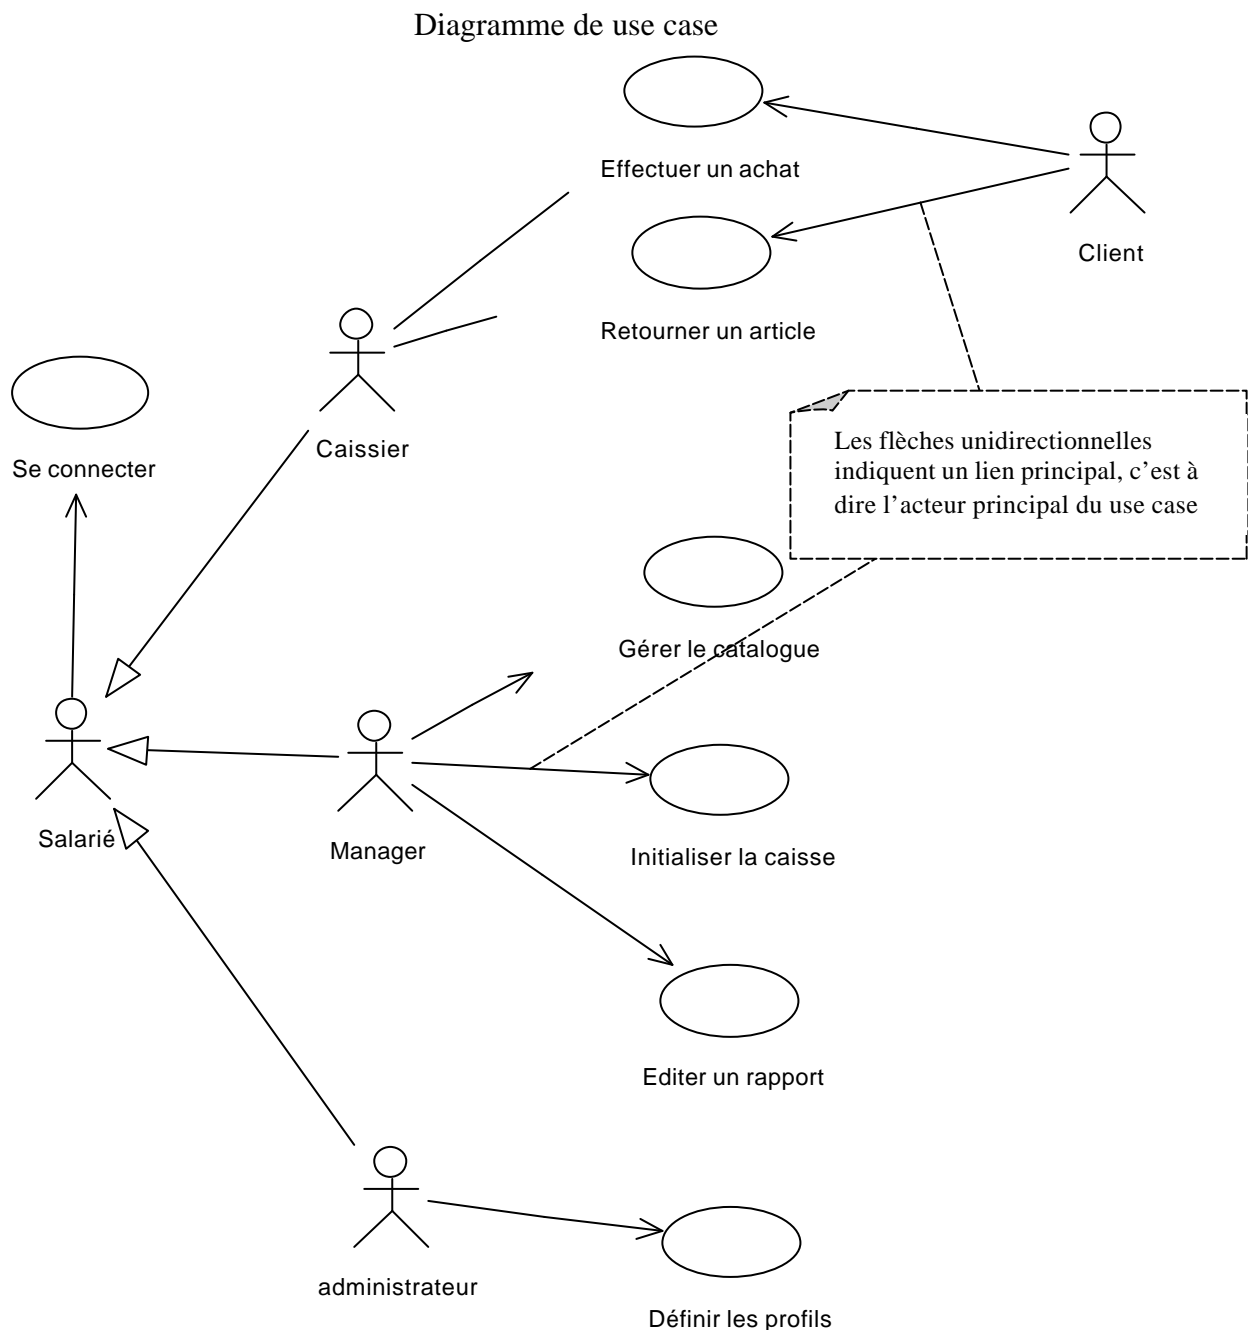 Diagramme de use case
Effectuer un achat
Client
Retourner un article
Caissier
Se connecter
Les flèches unidirectionnelles
indiquent un lien principal, c’est à
dire l’acteur principal du use case
Gérer le catalogue
Salarié
Manager
Initialiser la caisse
Editer un rapport
administrateur
Définir les profils